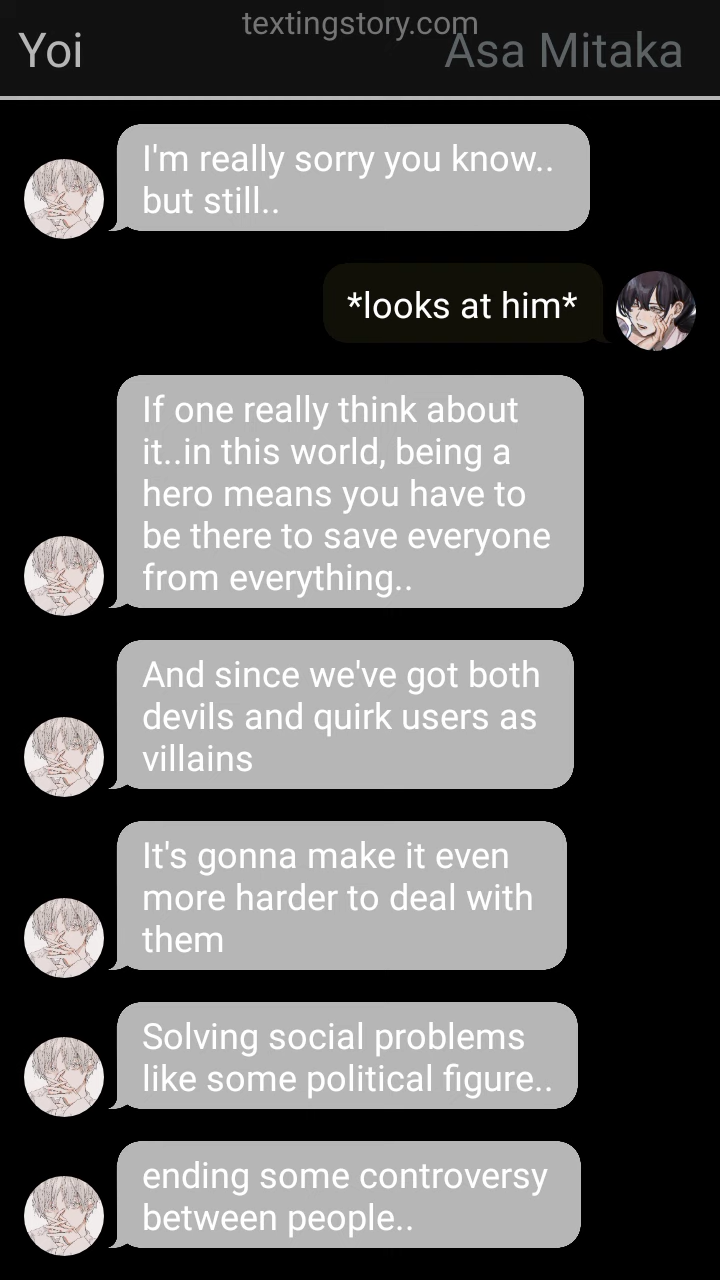 textingstory.com
Yoi
Asa Mitaka
I'm really sorry you know..
but still..
*looks at him*
If one really think about
it..in this world, being a
hero means you have to
be there to save everyone
from everything..
And since we've got both
devils and quirk users as
villains
It's gonna make it even
more harder to deal with
them
Solving social problems
like some political figure..
ending some controversy
between people..